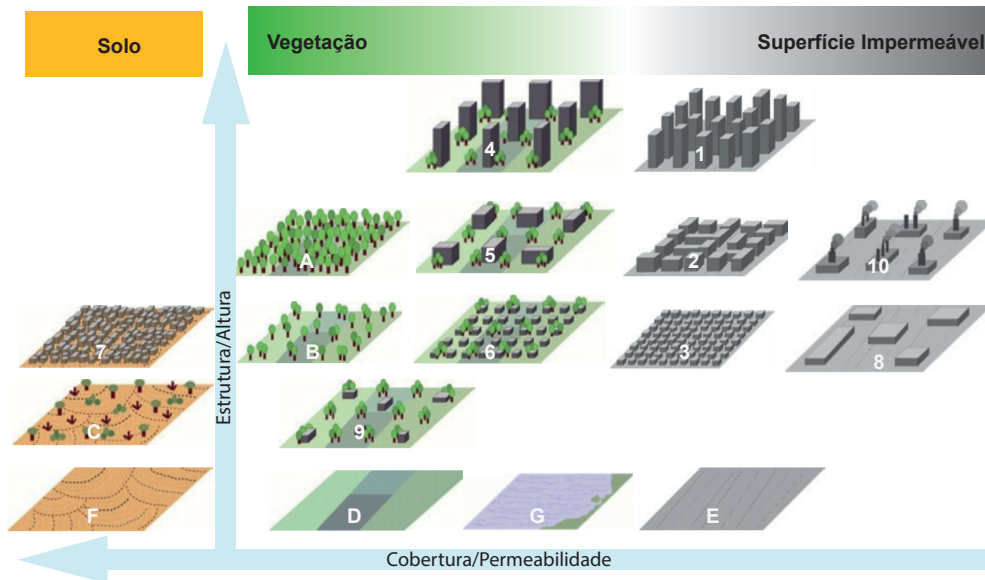 Solo
Vegetação
Superfície Impermeável
4
1
A
5
2
10
7
B
6
3
8
C
9
F
D
G
E
Estrutura/Altura
Cobertura/Permeabilidade